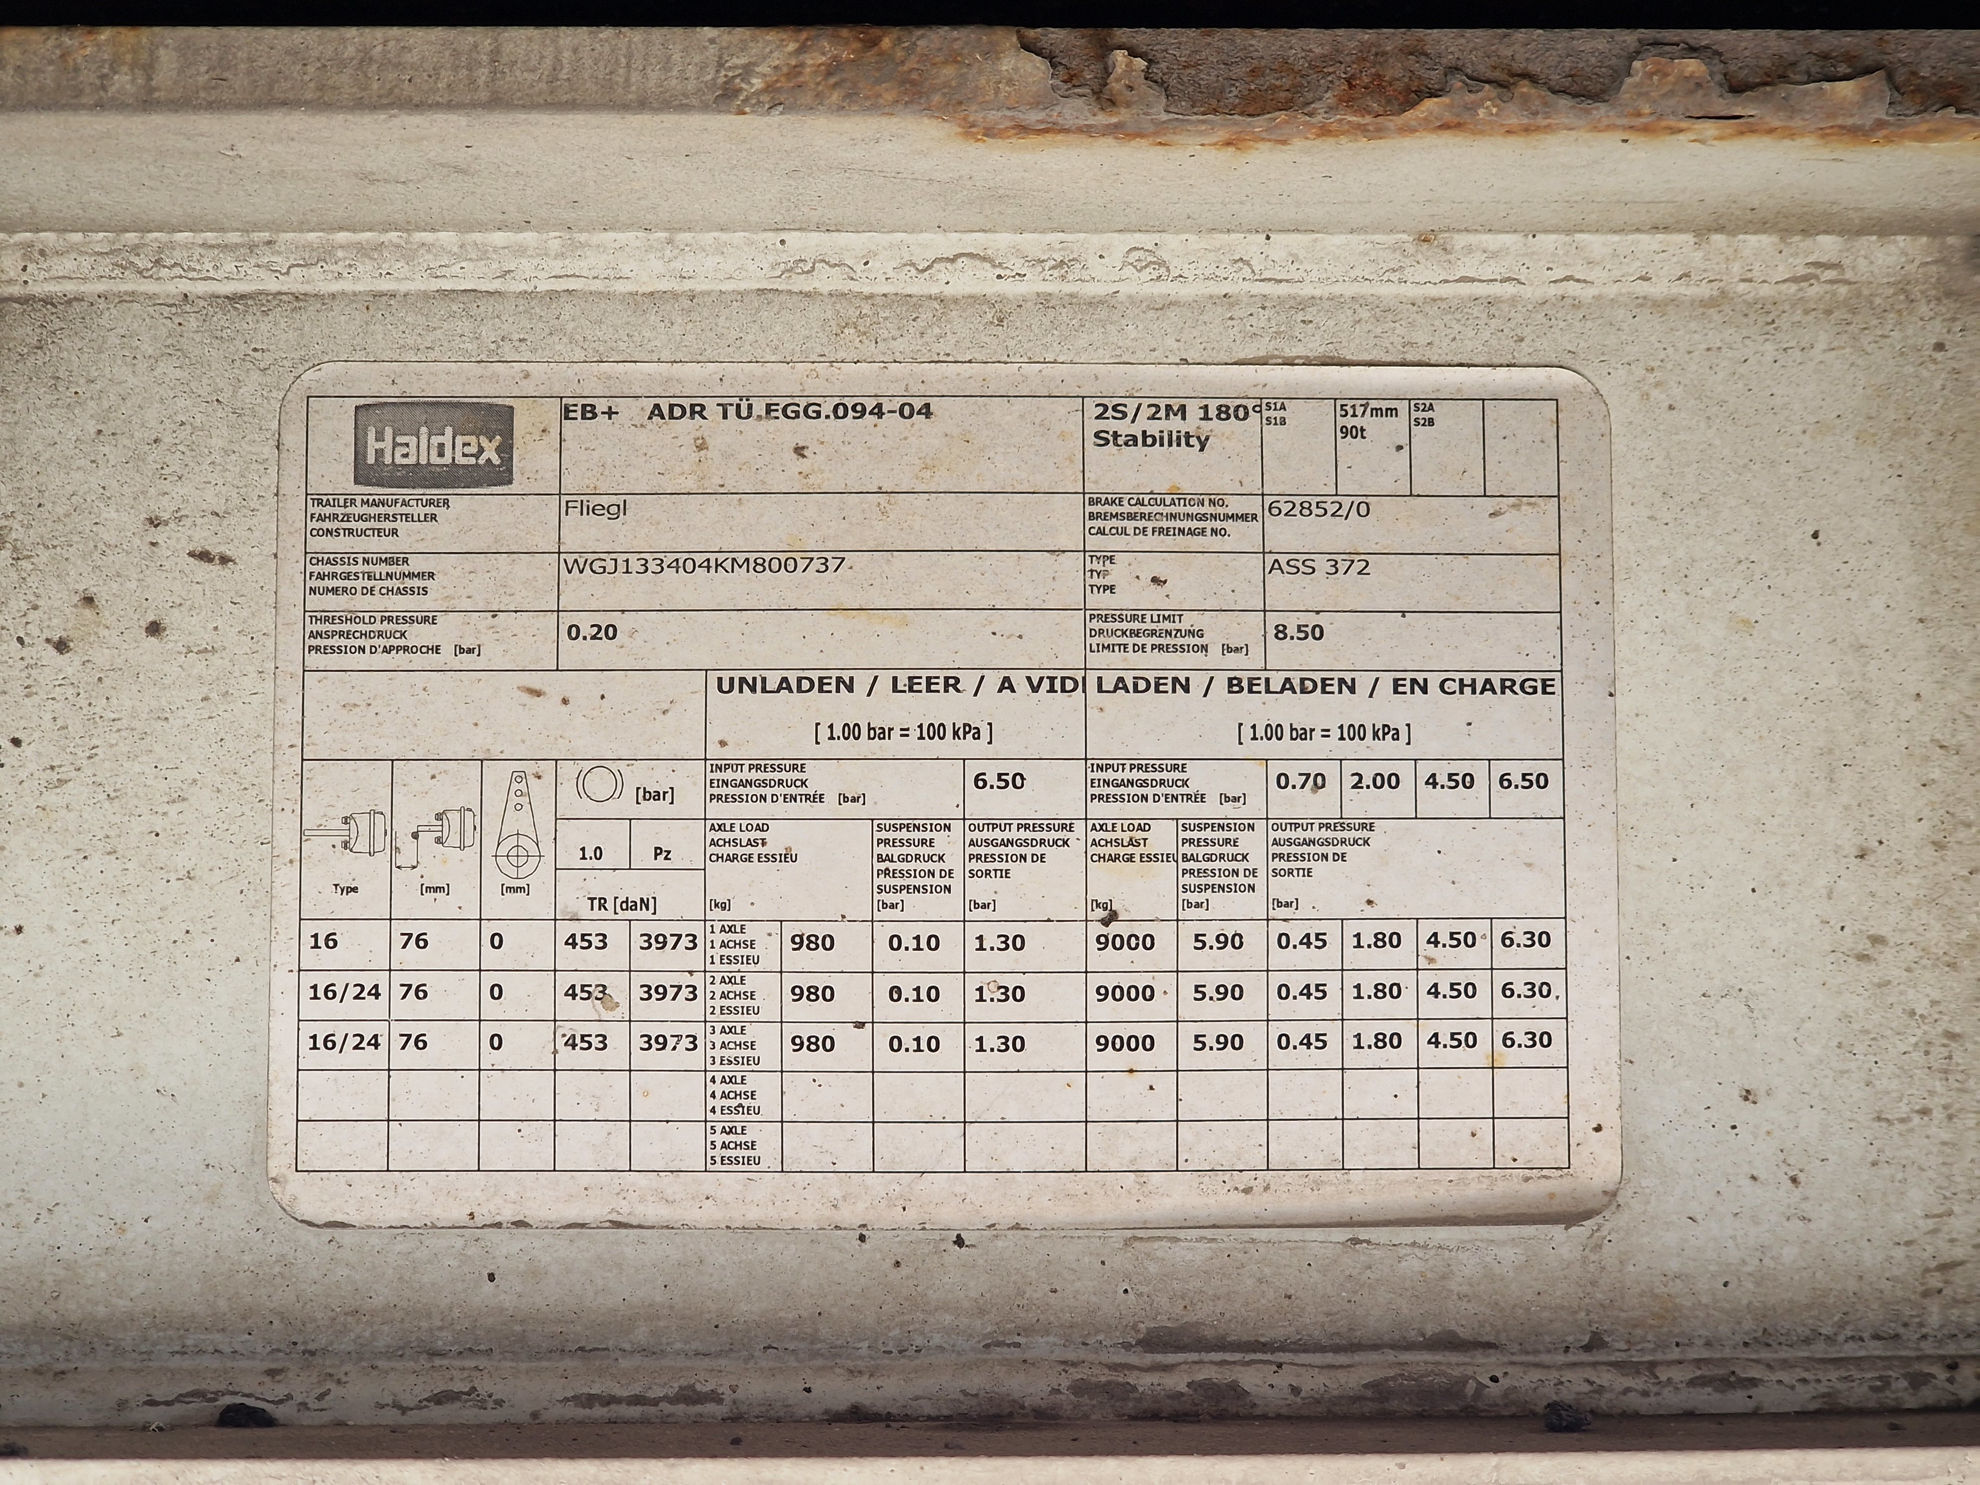 Haldex
EB+ ADR TÜ.EGG.094-04
2S/2M 180°
Stability
S1A
S1B
517mm
90t
S2A
S2B
TRAILER MANUFACTURER
FAHRZEUGHERSTELLER
CONSTRUCTEUR
Fliegl
BRAKE CALCULATION NO.
BREMSBERECHNUNGSNUMMER
CALCUL DE FREINAGE NO.
62852/0
CHASSIS NUMBER
FAHRGESTELLNUMMER
NUMERO DE CHASSIS
WGJ133404KM800737
TYPE
TYP
TYPE
ASS 372
THRESHOLD PRESSURE
ANSPRECHDRUCK
PRESSION D'APPROCHE [bar]
0.20
PRESSURE LIMIT
DRUCKBEGRENZUNG
LIMITE DE PRESSION [bar]
8.50
UNLADEN / LEER / A VID
[ 1.00 bar = 100 kPa ]
LADEN / BELADEN / EN CHARGE
[ 1.00 bar = 100 kPa ]
Type
[mm]
[mm]
[bar]
1.0 Pz
TR [daN]
INPUT PRESSURE
EINGANGSDRUCK
PRESSION D'ENTRÉE [bar]
6.50
INPUT PRESSURE
EINGANGSDRUCK
PRESSION D'ENTRÉE [bar]
0.70 2.00 4.50 6.50
AXLE LOAD
ACHSLAST
CHARGE ESSIEU
[kg]
SUSPENSION
PRESSURE
BALGDRUCK
PRESSION DE
SUSPENSION
[bar]
OUTPUT PRESSURE
AUSGANGSDRUCK
PRESSION DE
SORTIE
[bar]
AXLE LOAD
ACHSLAST
CHARGE ESSIEU
[kg]
SUSPENSION
PRESSURE
BALGDRUCK
PRESSION DE
SUSPENSION
[bar]
OUTPUT PRESSURE
AUSGANGSDRUCK
PRESSION DE
SORTIE
[bar]
16 76 0 453 3973
1 AXLE
1 ACHSE
1 ESSIEU
980 0.10 1.30 9000 5.90 0.45 1.80 4.50 6.30
16/24 76 0 453 3973
2 AXLE
2 ACHSE
2 ESSIEU
980 0.10 1.30 9000 5.90 0.45 1.80 4.50 6.30
16/24 76 0 453 3973
3 AXLE
3 ACHSE
3 ESSIEU
980 0.10 1.30 9000 5.90 0.45 1.80 4.50 6.30
4 AXLE
4 ACHSE
4 ESSIEU
5 AXLE
5 ACHSE
5 ESSIEU